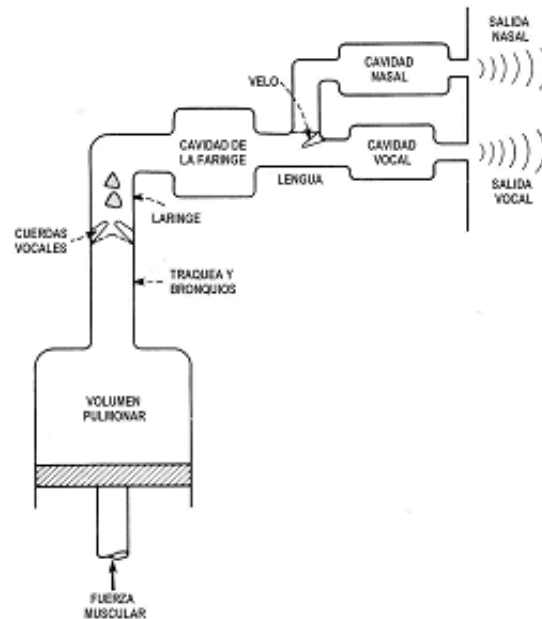 SALIDA
NASAL
CAVIDAD
NASAL
VELO
CAVIDAD DE
LA FARINGE
CAVIDAD
VOCAL
LENGUA
SALIDA
VOCAL
LARINGE
CUERDAS
VOCALES
TRAQUEA Y
BRONQUIOS
VOLUMEN
PULMONAR
FUERZA
MUSCULAR